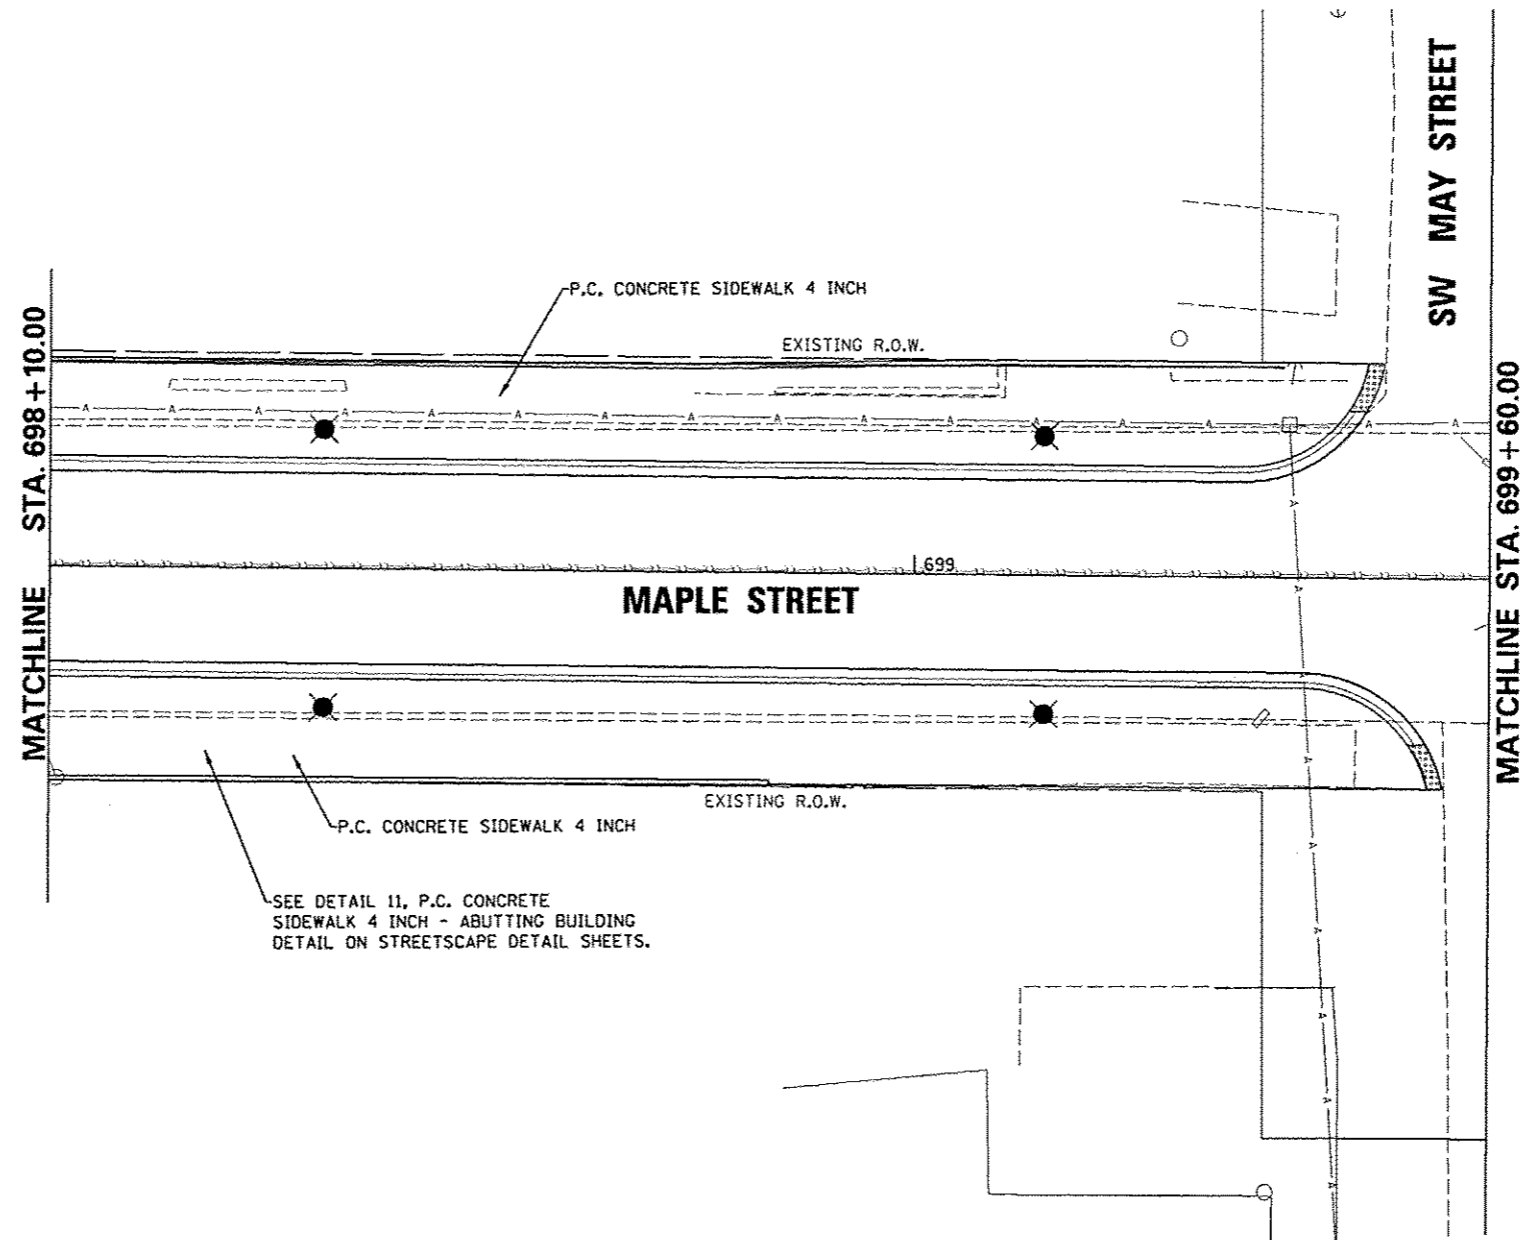 SW MAY STREET
P.C. CONCRETE SIDEWALK 4 INCH
EXISTING R.O.W.
MATCHLINE STA. 698+10.00
MATCHLINE STA. 699+60.00
A A A A A A A A A A A A A A A A
699
MAPLE STREET
EXISTING R.O.W.
P.C. CONCRETE SIDEWALK 4 INCH
SEE DETAIL 11, P.C. CONCRETE
SIDEWALK 4 INCH - ABUTTING BUILDING
DETAIL ON STREETSCAPE DETAIL SHEETS.
A
A
A
A
A
A
A
A
A